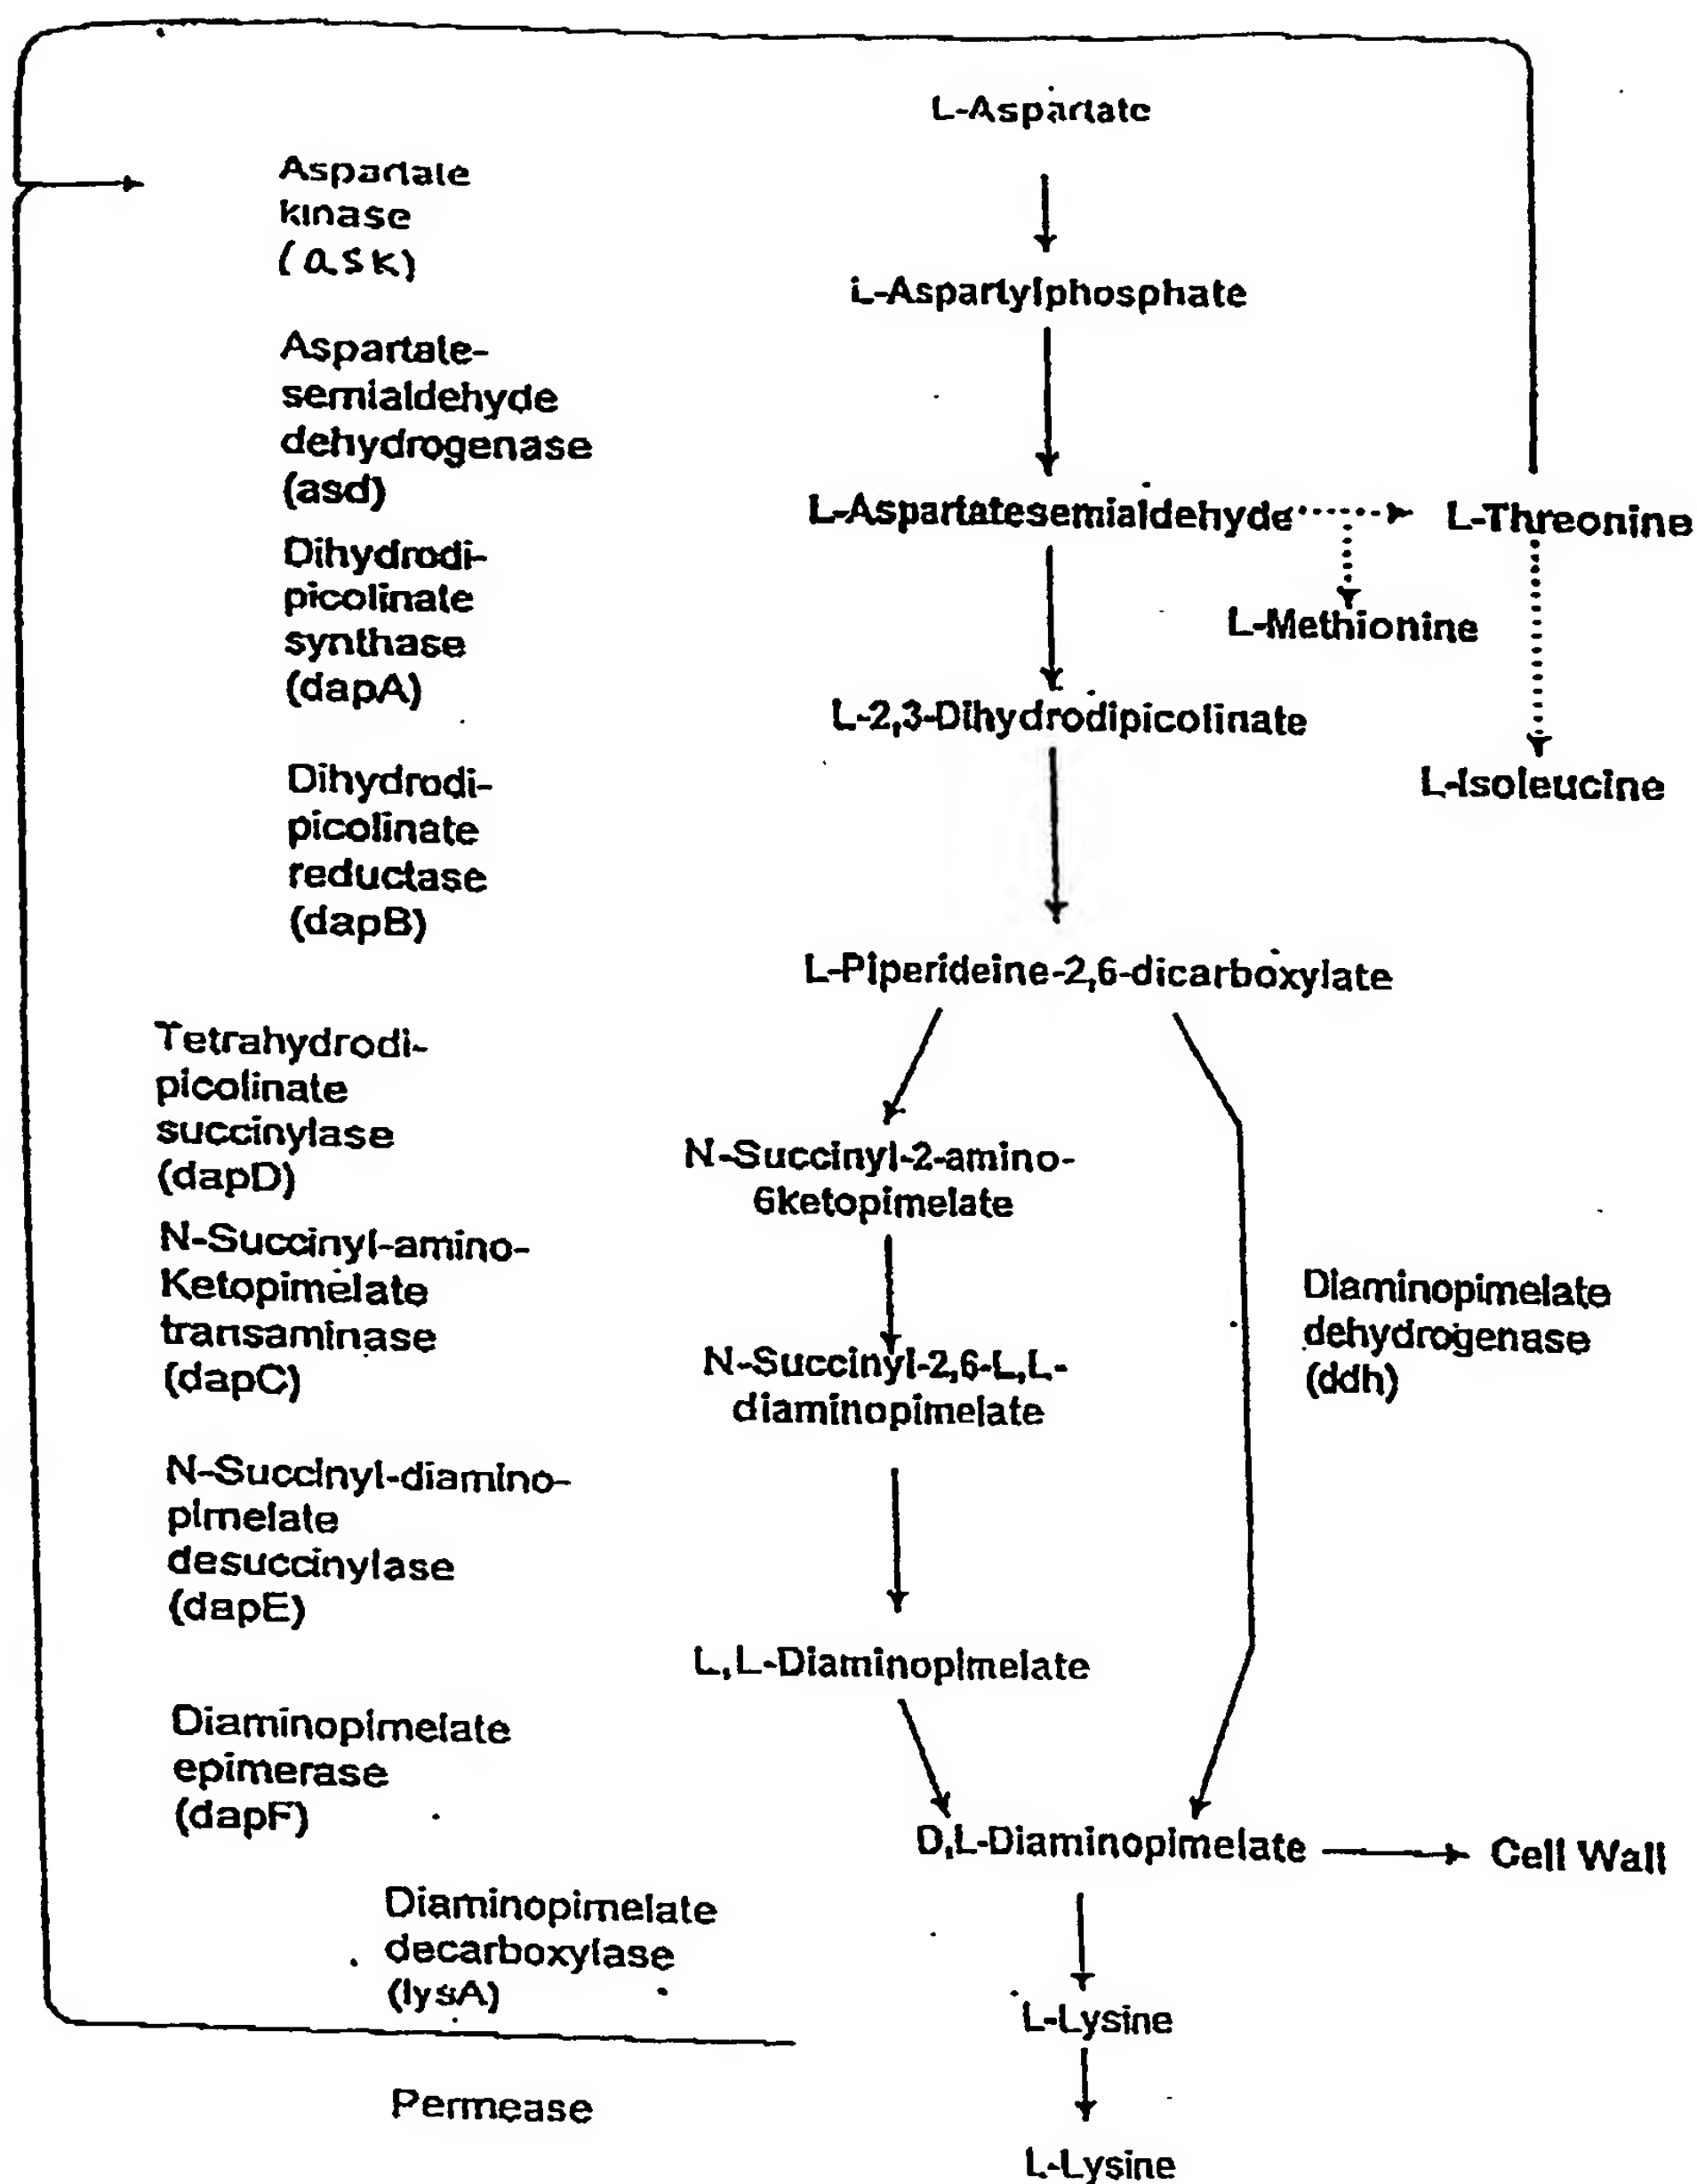 L-Aspartate
Aspartate
kinase
(ask)
L-Aspartylphosphate
Aspartate-
semialdehyde
dehydrogenase
(asd)
L-Aspartatesemialdehyde
L-Threonine
Dihydrodi-
picolinate
synthase
(dapA)
L-Methionine
L-2,3-Dihydrodipicolinate
L-Isoleucine
Dihydrodi-
picolinate
reductase
(dapB)
L-Piperideine-2,6-dicarboxylate
Tetrahydrodi-
picolinate
succinylase
(dapD)
N-Succinyl-2-amino-
6ketopimelate
N-Succinyl-amino-
Ketopimelate
transaminase
(dapC)
Diaminopimelate
dehydrogenase
(ddh)
N-Succinyl-2,6-L,L-
diaminopimelate
N-Succinyl-diamino-
pimelate
desuccinylase
(dapE)
L,L-Diaminopimelate
Diaminopimelate
epimerase
(dapF)
D,L-Diaminopimelate
Cell Wall
Diaminopimelate
decarboxylase
(lysA)
L-Lysine
Permease
L-Lysine